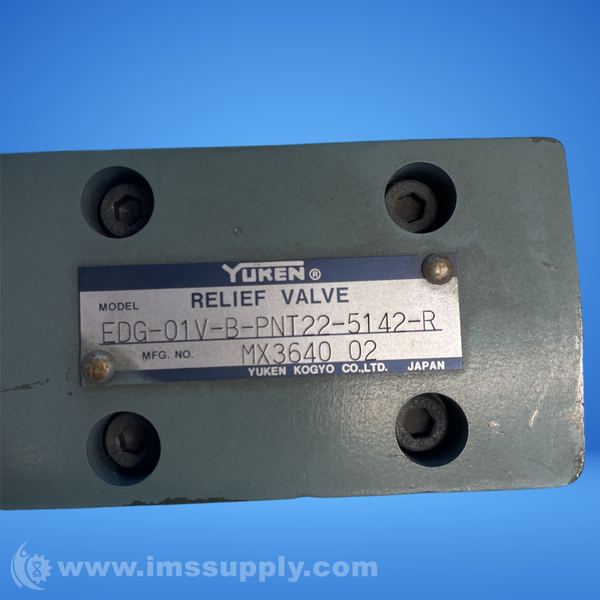 YUKEN ®
RELIEF VALVE
MODEL EDG-01V-B-PNT22-5142-R
MFG. NO. MX3640 02
YUKEN KOGYO CO.,LTD. JAPAN
www.imssupply.com